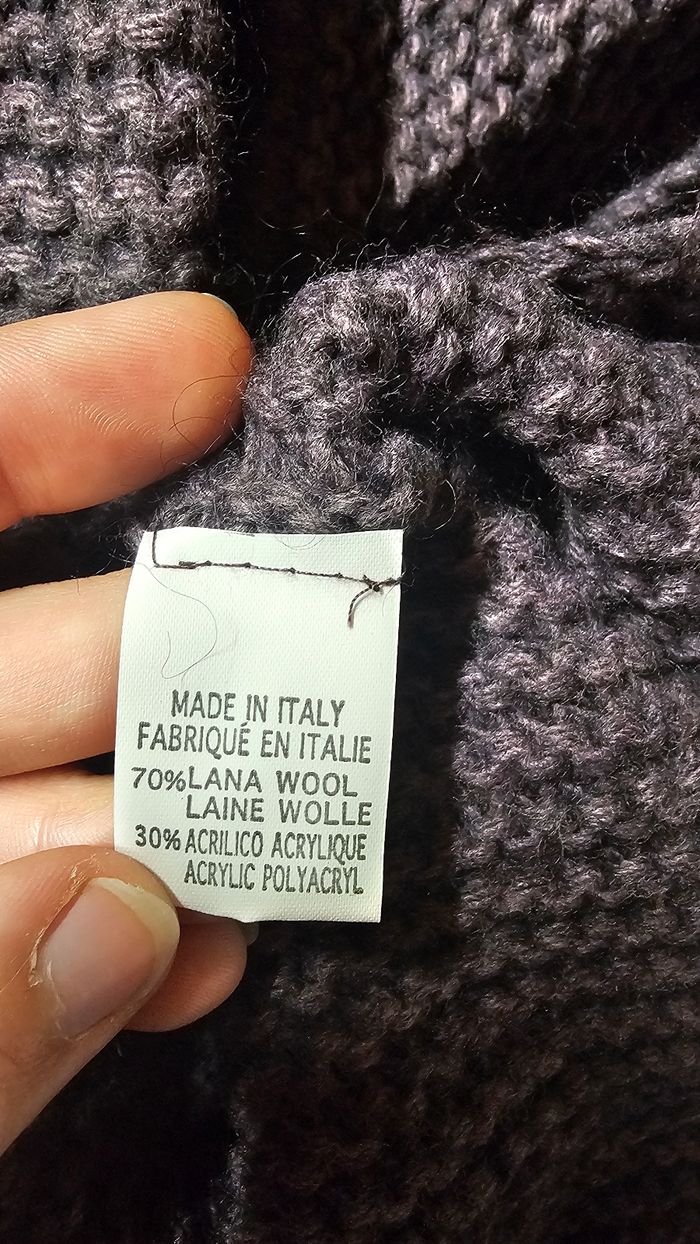 MADE IN ITALY
FABRIQUÉ EN ITALIE
70% LANA WOOL
LAINE WOLLE
30% ACRILICO ACRYLIQUE
ACRYLIC POLYACRYL